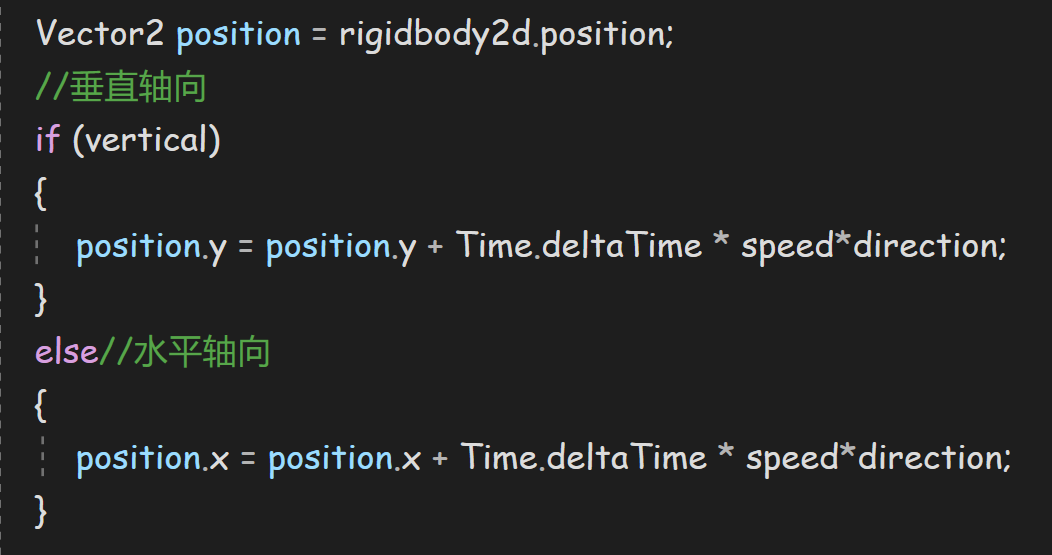 Vector2 position = rigidbody2d.position;
//垂直轴向
if (vertical)
{
position.y = position.y + Time.deltaTime * speed*direction;
}
else//水平轴向
{
position.x = position.x + Time.deltaTime * speed*direction;
}